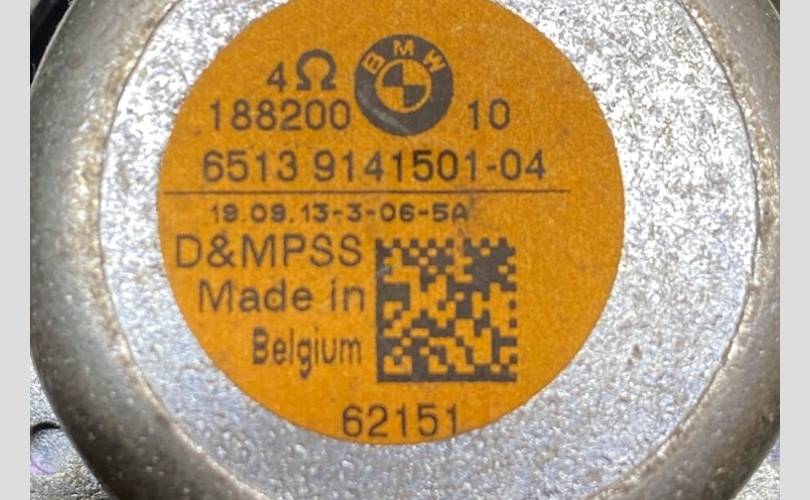 4Ω
BMW
188200 10
6513 9141501-04
19.09.13-3-06-5A
D&MPSS
Made in
Belgium
62151